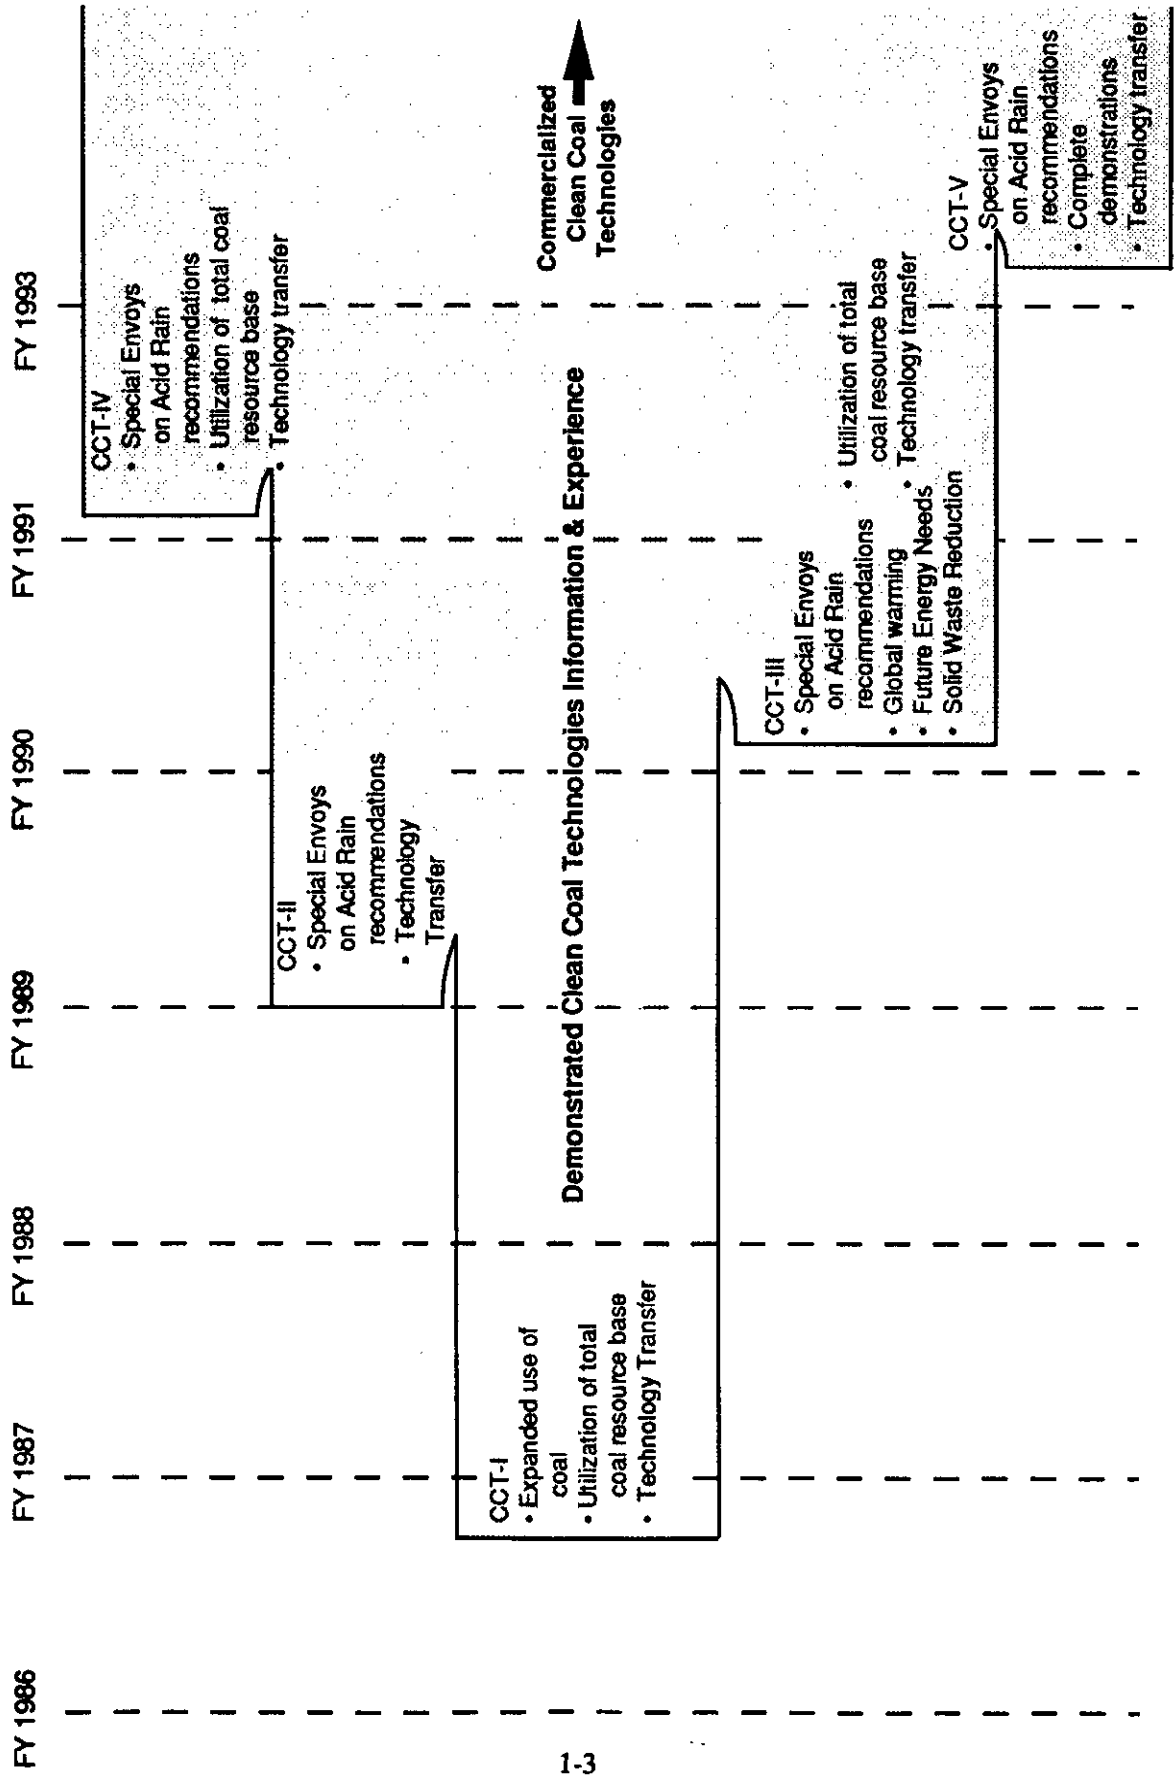 FY 1986
FY 1987
FY 1988
FY 1989
FY 1990
FY 1991
FY 1993
CCT-I
• Expanded use of
coal
• Utilization of total
coal resource base
• Technology Transfer
CCT-II
• Special Envoys
on Acid Rain
recommendations
• Technology
Transfer
CCT-III
• Special Envoys
on Acid Rain
recommendations
• Global warming
• Future Energy Needs
• Solid Waste Reduction
• Utilization of total
coal resource base
• Technology transfer
CCT-IV
• Special Envoys
on Acid Rain
recommendations
• Utilization of total coal
resource base
• Technology transfer
CCT-V
• Special Envoys
on Acid Rain
recommendations
• Complete
demonstrations
• Technology transfer
Demonstrated Clean Coal Technologies Information & Experience
Commercialized
Clean Coal
Technologies
1-3